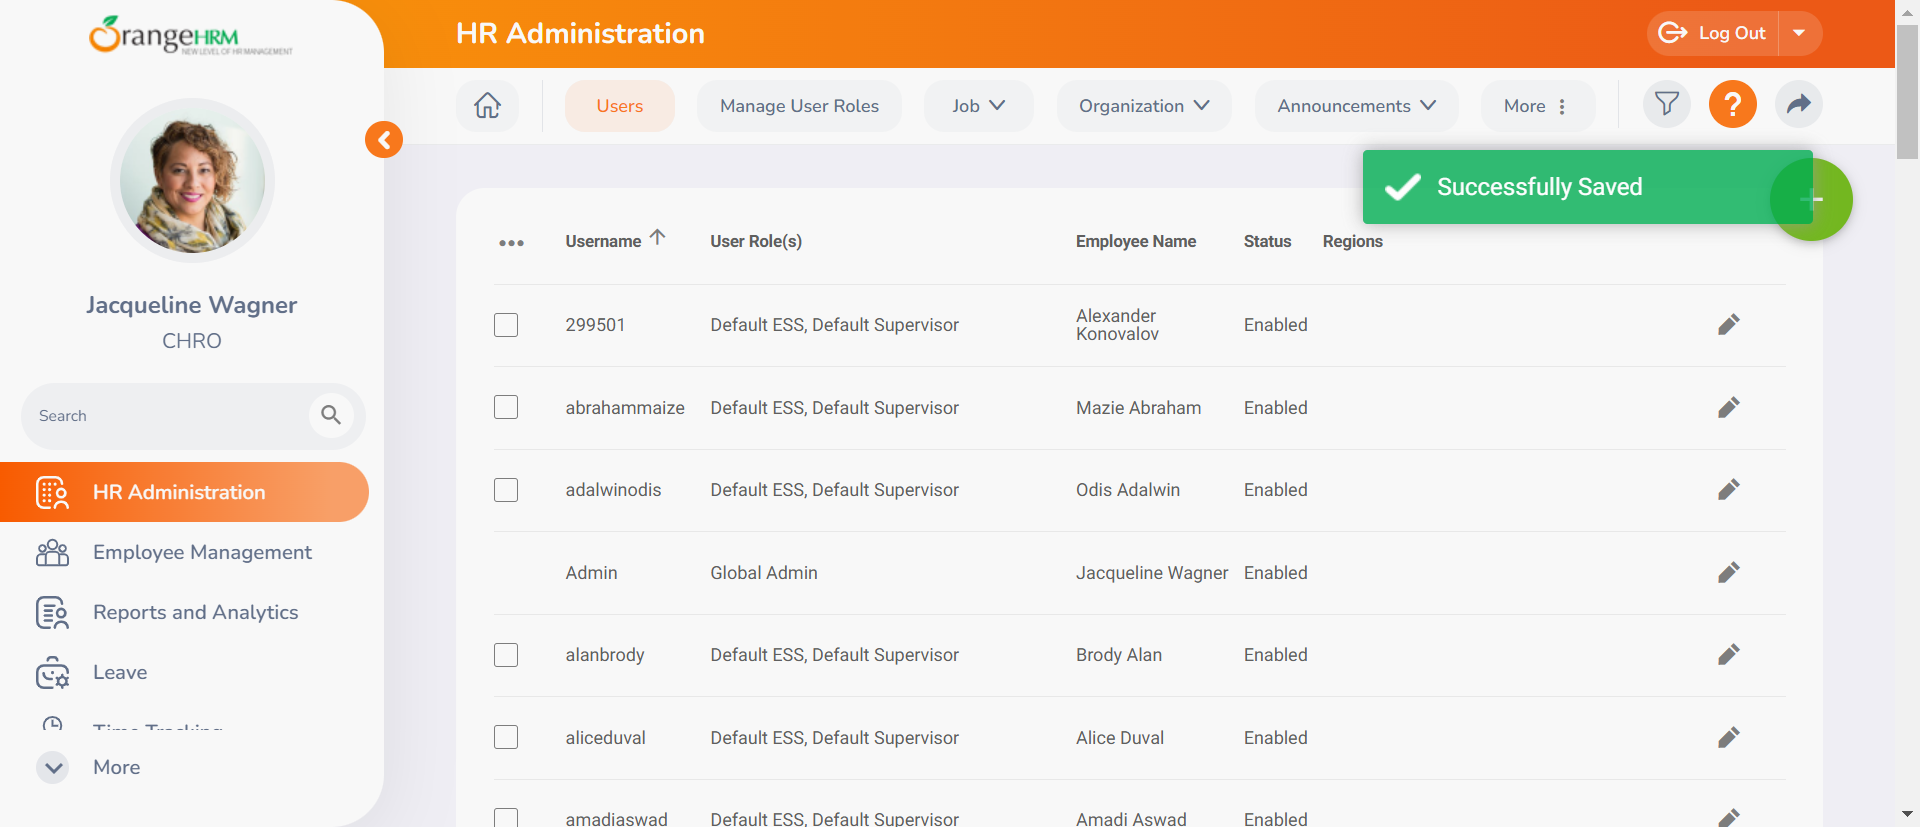 OrangeHRM
NEW LEVEL OF HR MANAGEMENT
HR Administration
Log Out
Users
Manage User Roles
Job
Organization
Announcements
More
?
Successfully Saved
Jacqueline Wagner
CHRO
Search
HR Administration
Employee Management
Reports and Analytics
Leave
Time Tracking
More
Username User Role(s) Employee Name Status Regions
299501 Default ESS, Default Supervisor Alexander Konovalov Enabled
abrahammaize Default ESS, Default Supervisor Mazie Abraham Enabled
adalwinodis Default ESS, Default Supervisor Odis Adalwin Enabled
Admin Global Admin Jacqueline Wagner Enabled
alanbrody Default ESS, Default Supervisor Brody Alan Enabled
aliceduval Default ESS, Default Supervisor Alice Duval Enabled
amadiaswad Default ESS, Default Supervisor Amadi Aswad Enabled